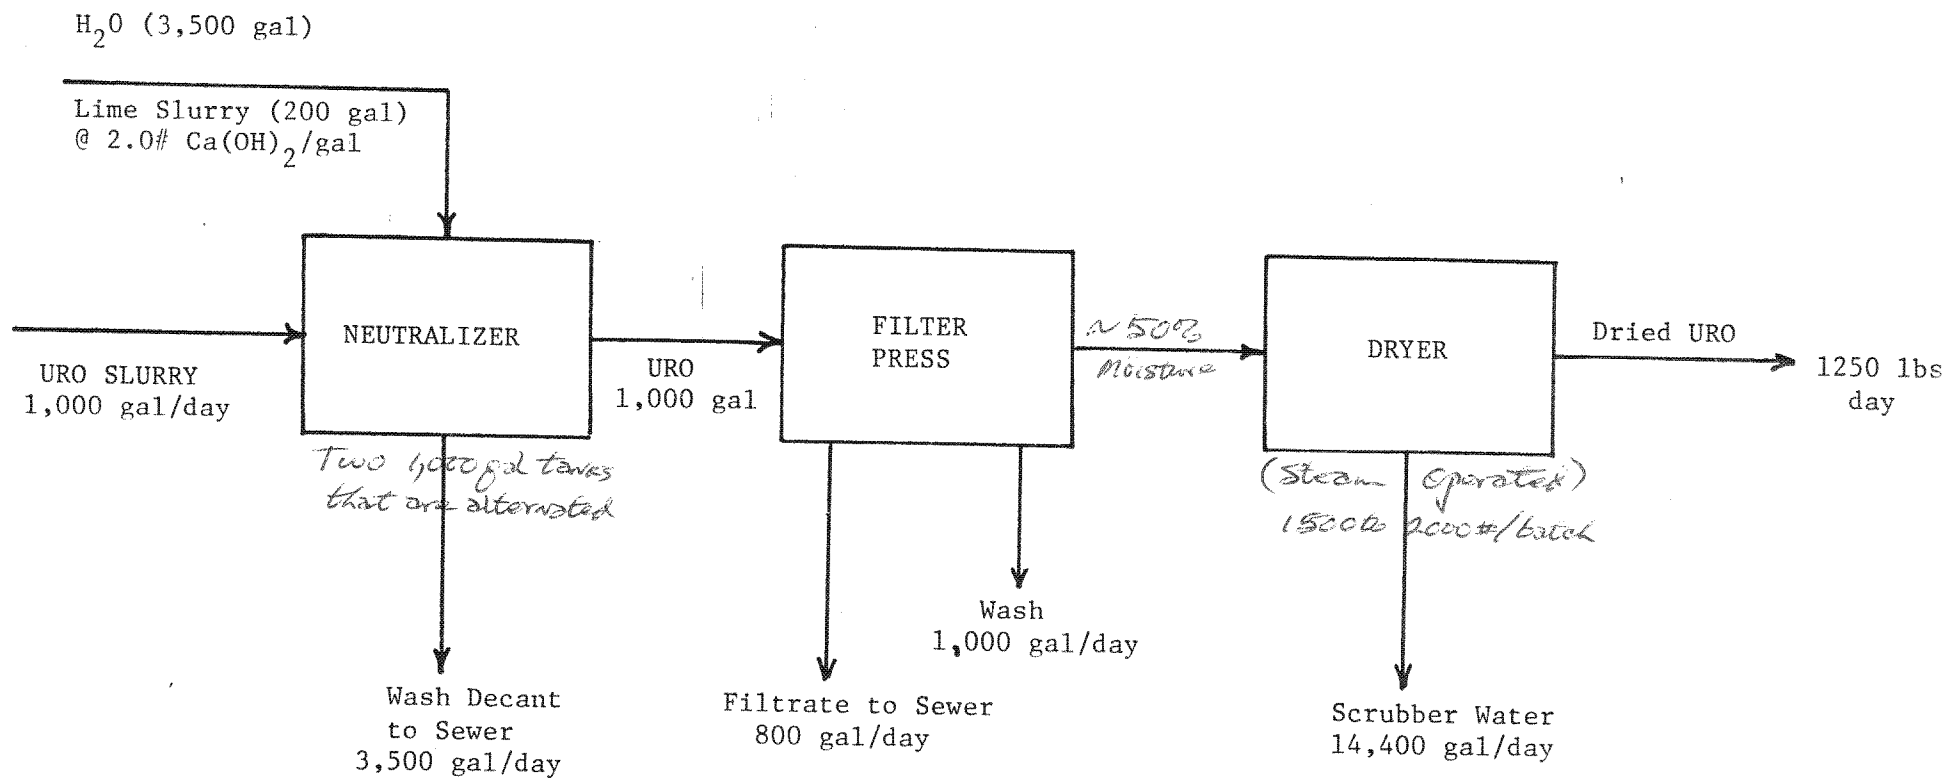 H₂O (3,500 gal)
Lime Slurry (200 gal)
@ 2.0# Ca(OH)₂/gal
NEUTRALIZER
URO SLURRY
1,000 gal/day
Two 1,000 gal tanks
that are alternated
Wash Decant
to Sewer
3,500 gal/day
URO
1,000 gal
FILTER
PRESS
Filtrate to Sewer
800 gal/day
Wash
1,000 gal/day
~50%
Moisture
DRYER
(Steam Operated)
1500 to 2000#/batch
Scrubber Water
14,400 gal/day
Dried URO
1250 lbs
day